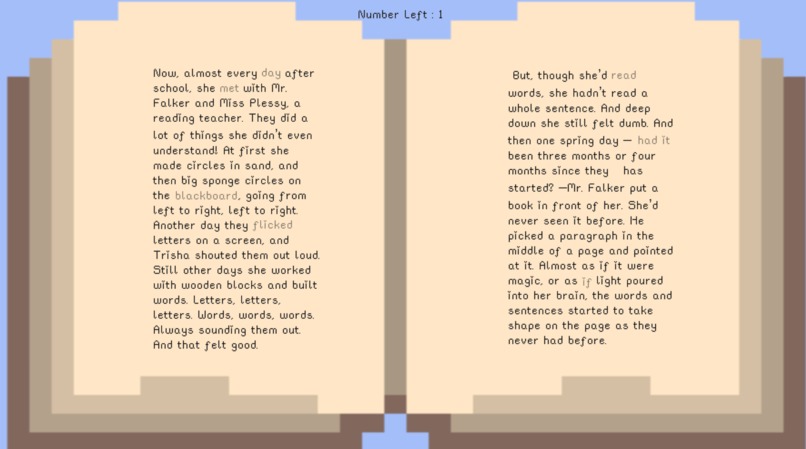 Number Left : 1
Now, almost every day after
school, she met with Mr.
Falker and Miss Plessy, a
reading teacher. They did a
lot of things she didn't even
understand! At first she
made circles in sand, and
then big sponge circles on
the blackboard, going from
left to right, left to right.
Another day they flicked
letters on a screen, and
Trisha shouted them out loud.
Still other days she worked
with wooden blocks and built
words. Letters, letters,
letters. Words, words, words.
Always sounding them out.
And that felt good.
But, though she'd read
words, she hadn't read a
whole sentence. And deep
down she still felt dumb. And
then one spring day — had it
been three months or four
months since they has
started? —Mr. Falker put a
book in front of her. She'd
never seen it before. He
picked a paragraph in the
middle of a page and pointed
at it. Almost as if it were
magic, or as if light poured
into her brain, the words and
sentences started to take
shape on the page as they
never had before.